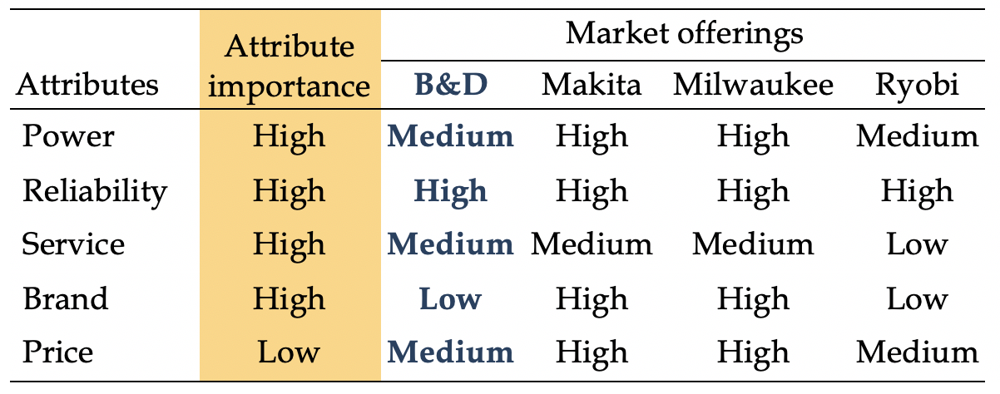 Market offerings
Attribute
Attributes importance B&D Makita Milwaukee Ryobi
Power High Medium High High Medium
Reliability High High High High High
Service High Medium Medium Medium Low
Brand High Low High High Low
Price Low Medium High High Medium